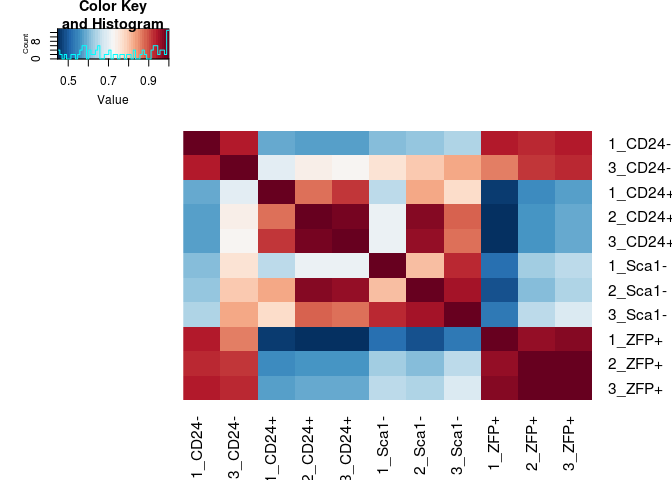 Color Key
and Histogram
Count
0 8
0.5 0.7 0.9
Value
1_CD24-
3_CD24-
1_CD24+
2_CD24+
3_CD24+
1_Sca1-
2_Sca1-
3_Sca1-
1_ZFP+
2_ZFP+
3_ZFP+
1_CD24-
3_CD24-
1_CD24+
2_CD24+
3_CD24+
1_Sca1-
2_Sca1-
3_Sca1-
1_ZFP+
2_ZFP+
3_ZFP+